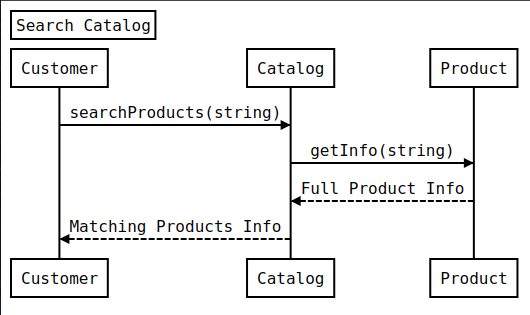 Search Catalog
Customer Catalog Product
searchProducts(string)
getInfo(string)
Full Product Info
Matching Products Info
Customer Catalog Product